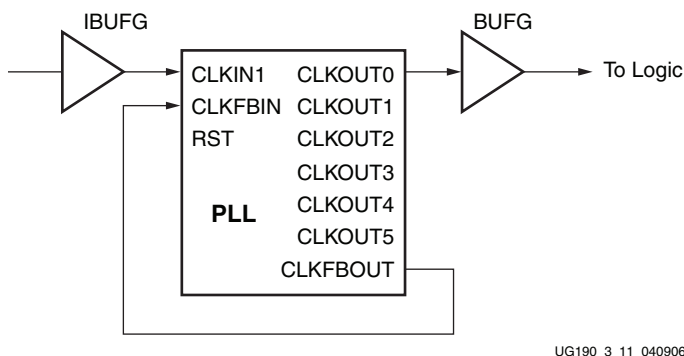 IBUFG
BUFG
CLKIN1 CLKOUT0
To Logic
CLKFBIN CLKOUT1
RST CLKOUT2
CLKOUT3
PLL CLKOUT4
CLKOUT5
CLKFBOUT
UG190_3_11_040906